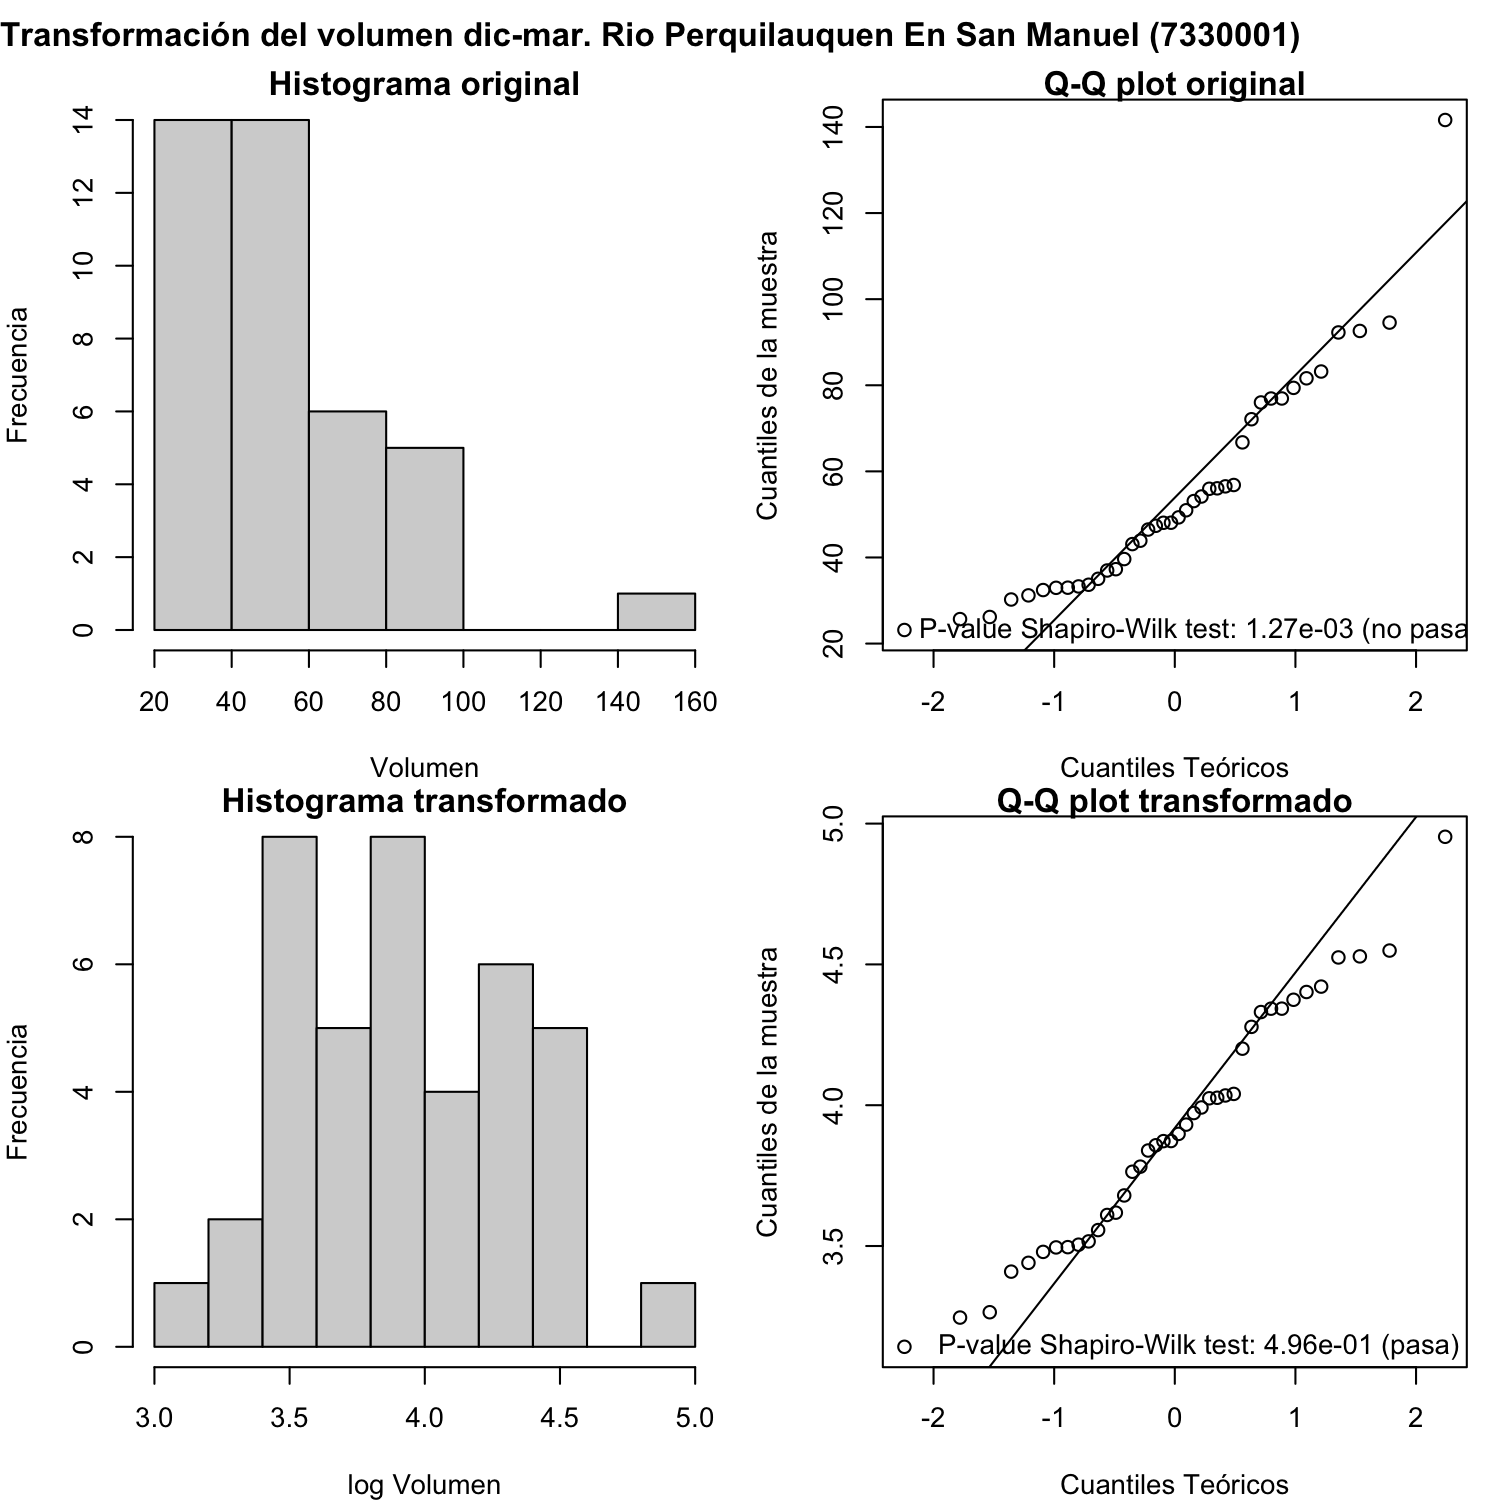 Transformación del volumen dic-mar. Rio Perquilauquen En San Manuel (7330001)
Histograma original
Frecuencia
14
12
10
8
6
4
2
0
20 40 60 80 100 120 140 160
Volumen
Q-Q plot original
Cuantiles de la muestra
140
120
100
80
60
40
20
P-value Shapiro-Wilk test: 1.27e-03 (no pasa
-2 -1 0 1 2
Cuantiles Teóricos
Histograma transformado
Frecuencia
8
6
4
2
0
3.0 3.5 4.0 4.5 5.0
log Volumen
Q-Q plot transformado
Cuantiles de la muestra
5.0
4.5
4.0
3.5
P-value Shapiro-Wilk test: 4.96e-01 (pasa)
-2 -1 0 1 2
Cuantiles Teóricos